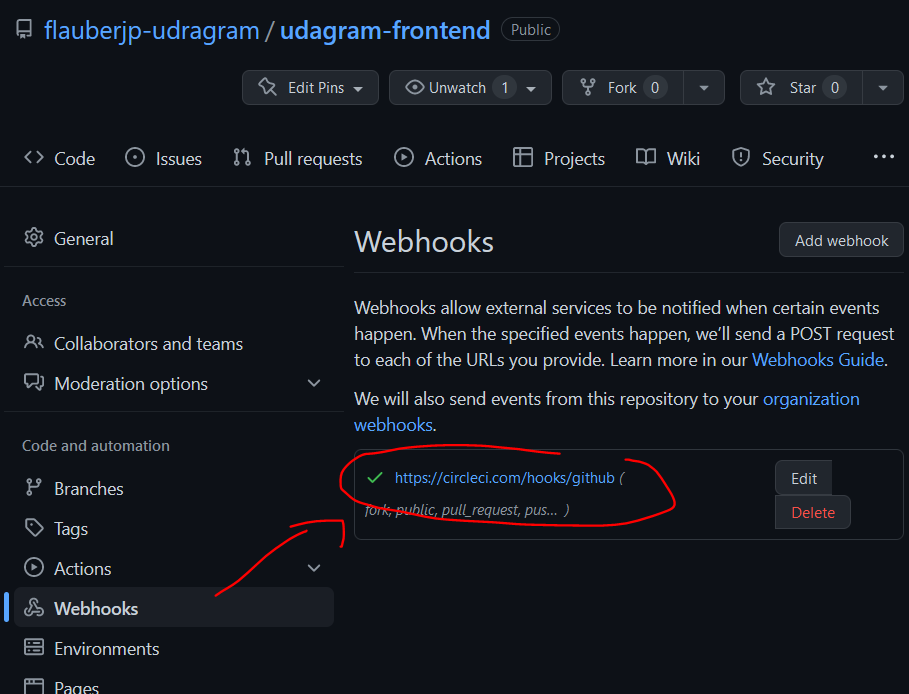 flauberjp-udragram / udagram-frontend Public
Edit Pins Unwatch 1 Fork 0 Star 0
Code Issues Pull requests Actions Projects Wiki Security ...
General
Access
Collaborators and teams
Moderation options
Code and automation
Branches
Tags
Actions
Webhooks
Environments
Pages
Webhooks Add webhook
Webhooks allow external services to be notified when certain events
happen. When the specified events happen, we’ll send a POST request
to each of the URLs you provide. Learn more in our Webhooks Guide.
We will also send events from this repository to your organization
webhooks.
https://circleci.com/hooks/github (
fork, public, pull_request, pus... )
Edit
Delete